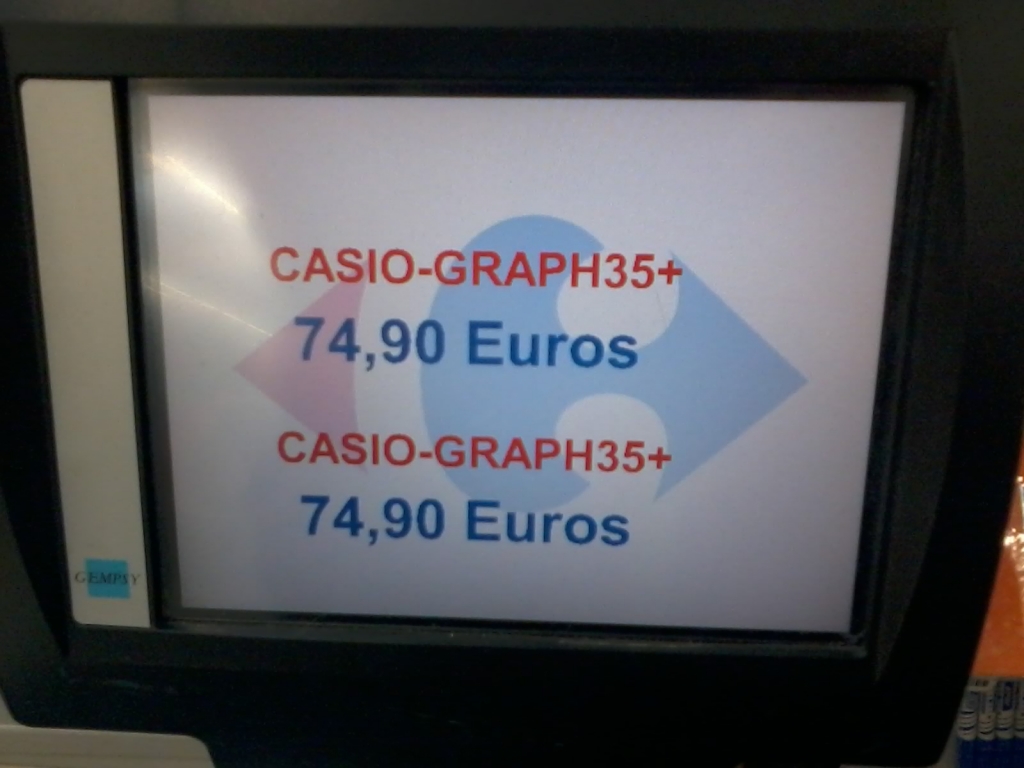 CASIO-GRAPH35+
74,90 Euros
CASIO-GRAPH35+
74,90 Euros
GEMPSY